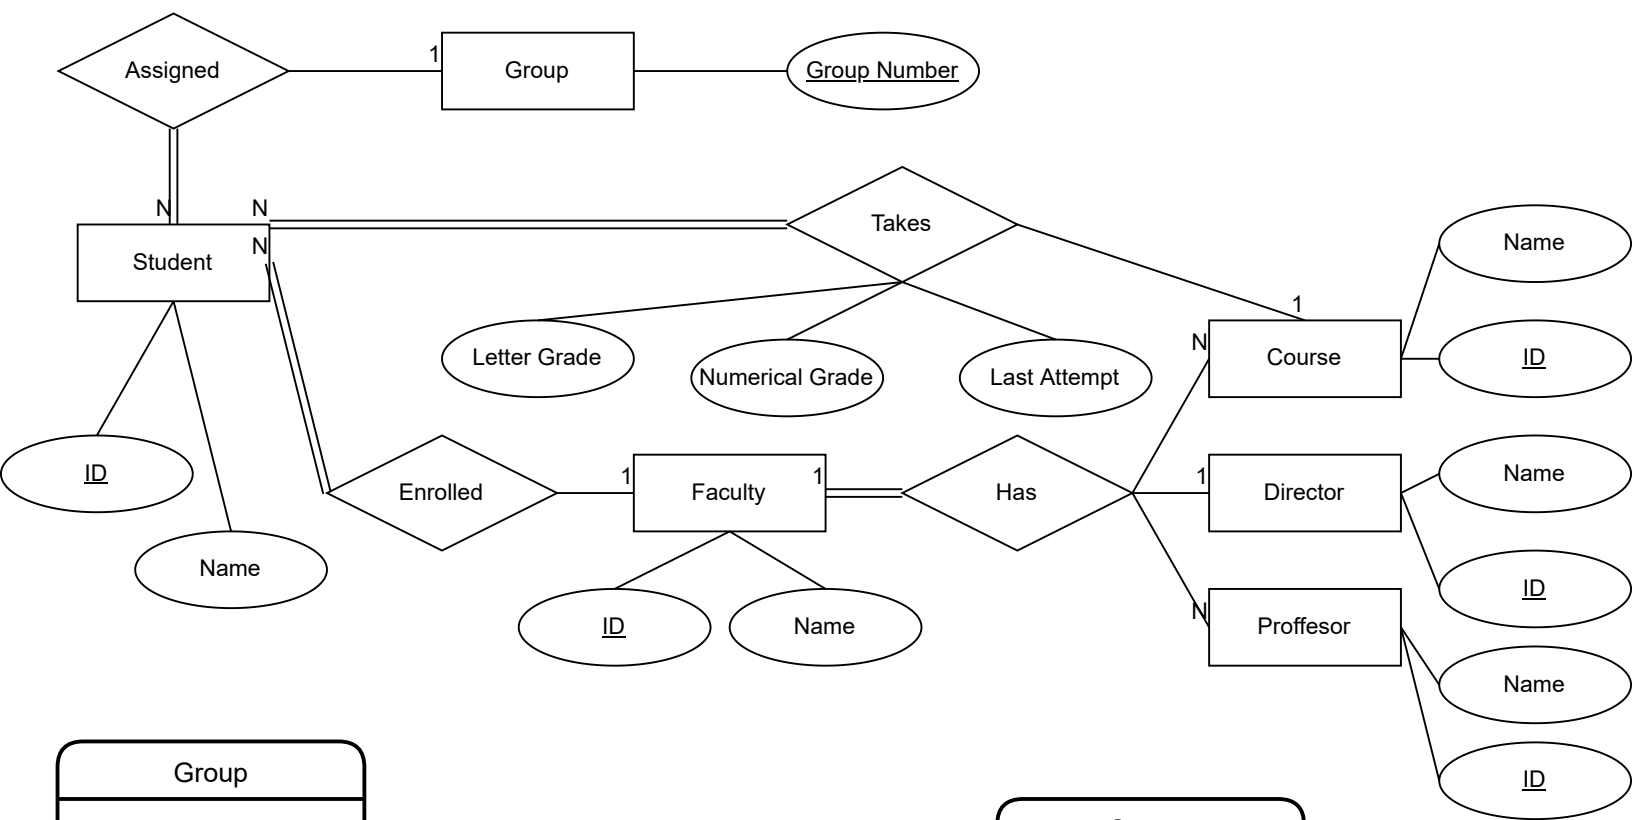 Assigned
1
Group
Group Number
N
N
Takes
Student
N
Name
1
N
Course
ID
Letter Grade
Numerical Grade
Last Attempt
ID
Enrolled
1
Faculty
1
Has
1
Director
Name
ID
Name
ID
Name
N
Proffesor
Name
ID
Group